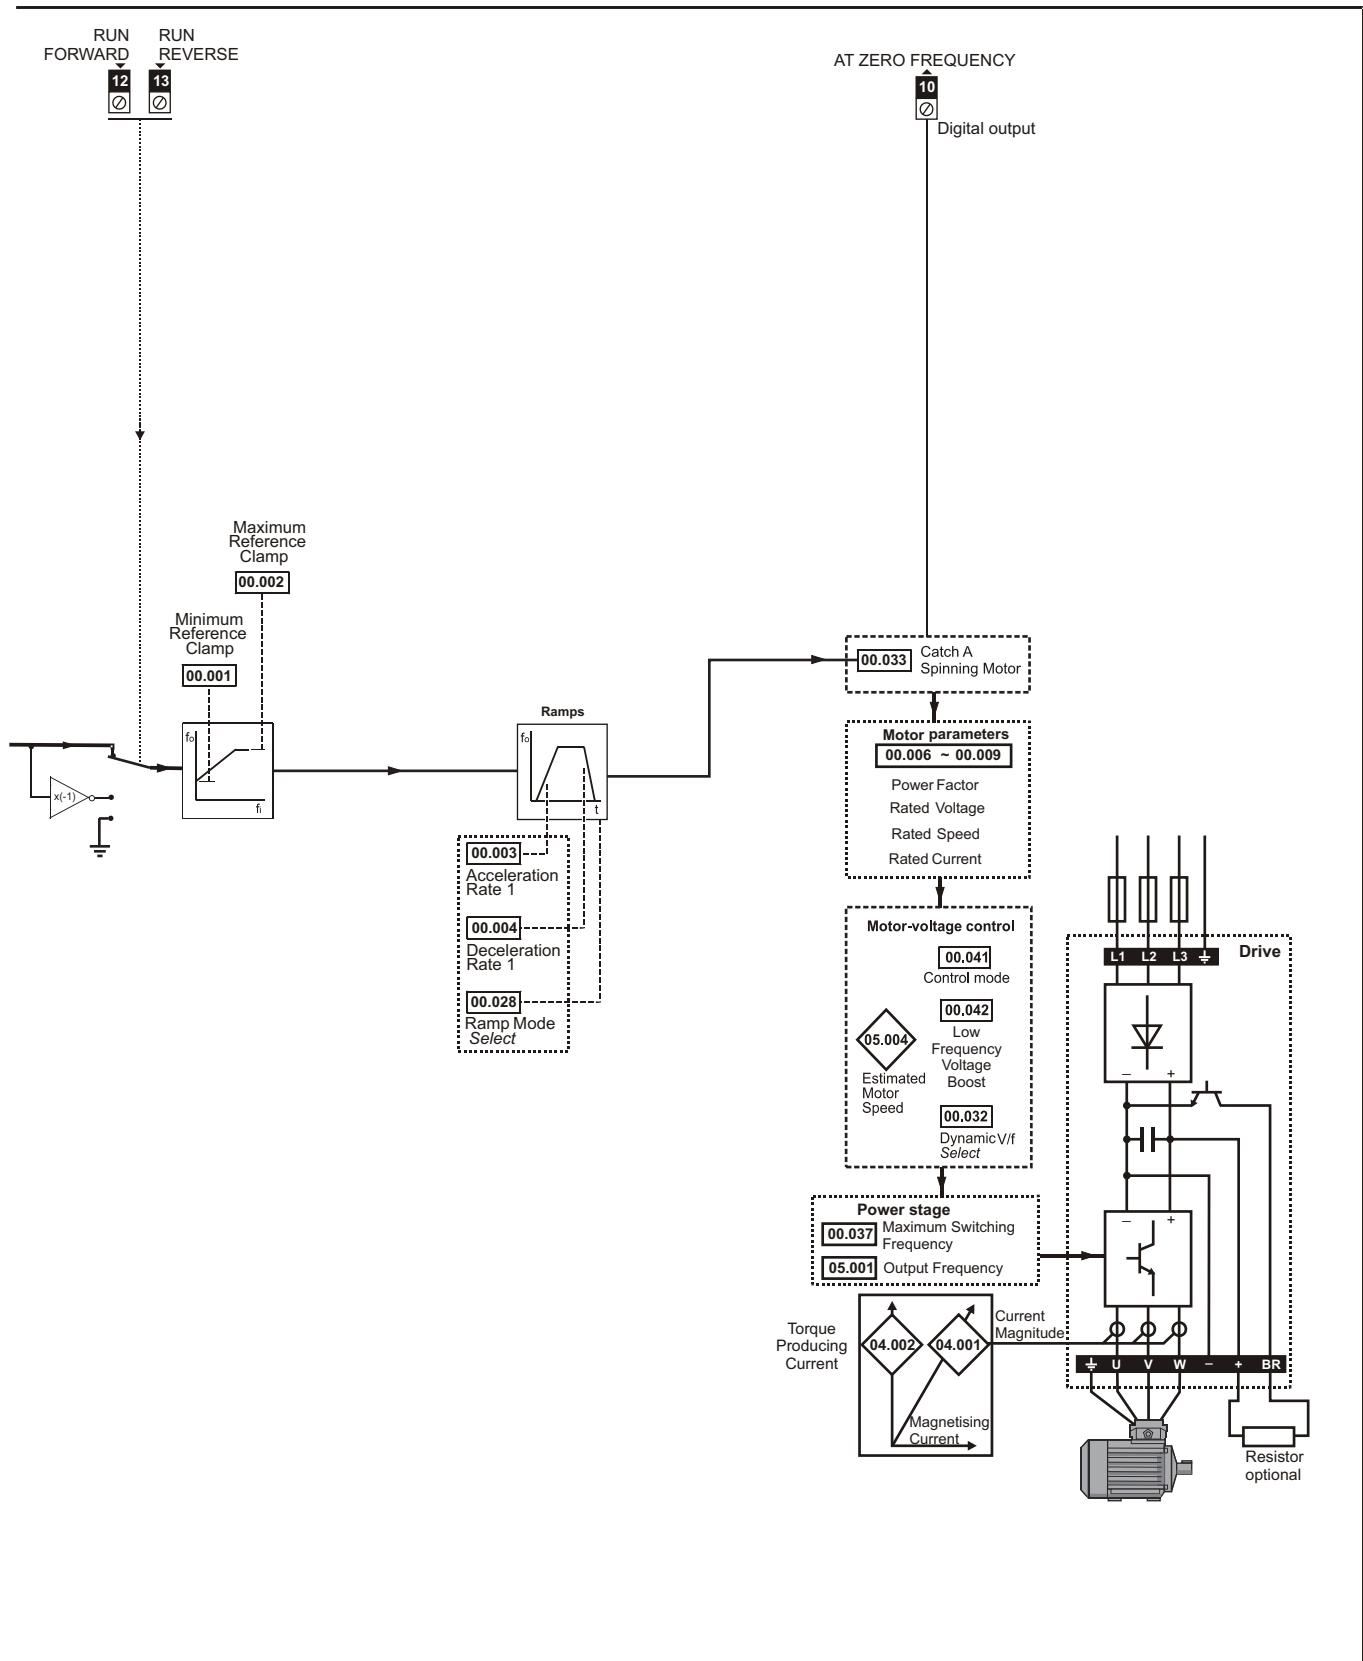 RUN
FORWARD
RUN
REVERSE
12
13
AT ZERO FREQUENCY
10
Digital output
Maximum
Reference
Clamp
00.002
Minimum
Reference
Clamp
00.001
fo
fi
x(-1)
Ramps
fo
t
00.003
Acceleration
Rate 1
00.004
Deceleration
Rate 1
00.028
Ramp Mode
Select
00.033
Catch A
Spinning Motor
Motor parameters
00.006 ~ 00.009
Power Factor
Rated Voltage
Rated Speed
Rated Current
Motor-voltage control
00.041
Control mode
00.042
Low
Frequency
Voltage
Boost
05.004
Estimated
Motor
Speed
00.032
Dynamic V/f
Select
Power stage
00.037 Maximum Switching
Frequency
05.001 Output Frequency
Torque
Producing
Current
04.002
04.001
Current
Magnitude
Magnetising
Current
L1 L2 L3
Drive
– +
– +
U V W – + BR
Resistor
optional